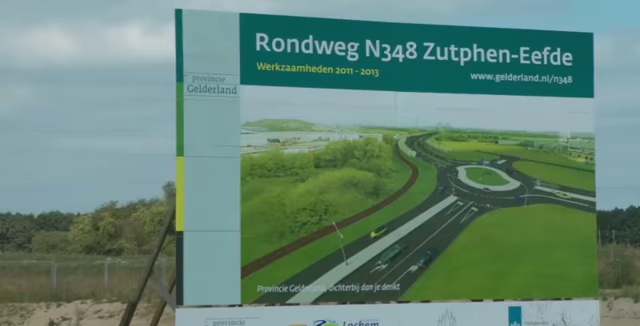 Rondweg N348 Zutphen-Eefde
Werkzaamheden 2011 - 2013
www.gelderland.nl/n348
provincie
Gelderland
Provincie Gelderland, dichterbij dan je denkt
provincie
Lochem